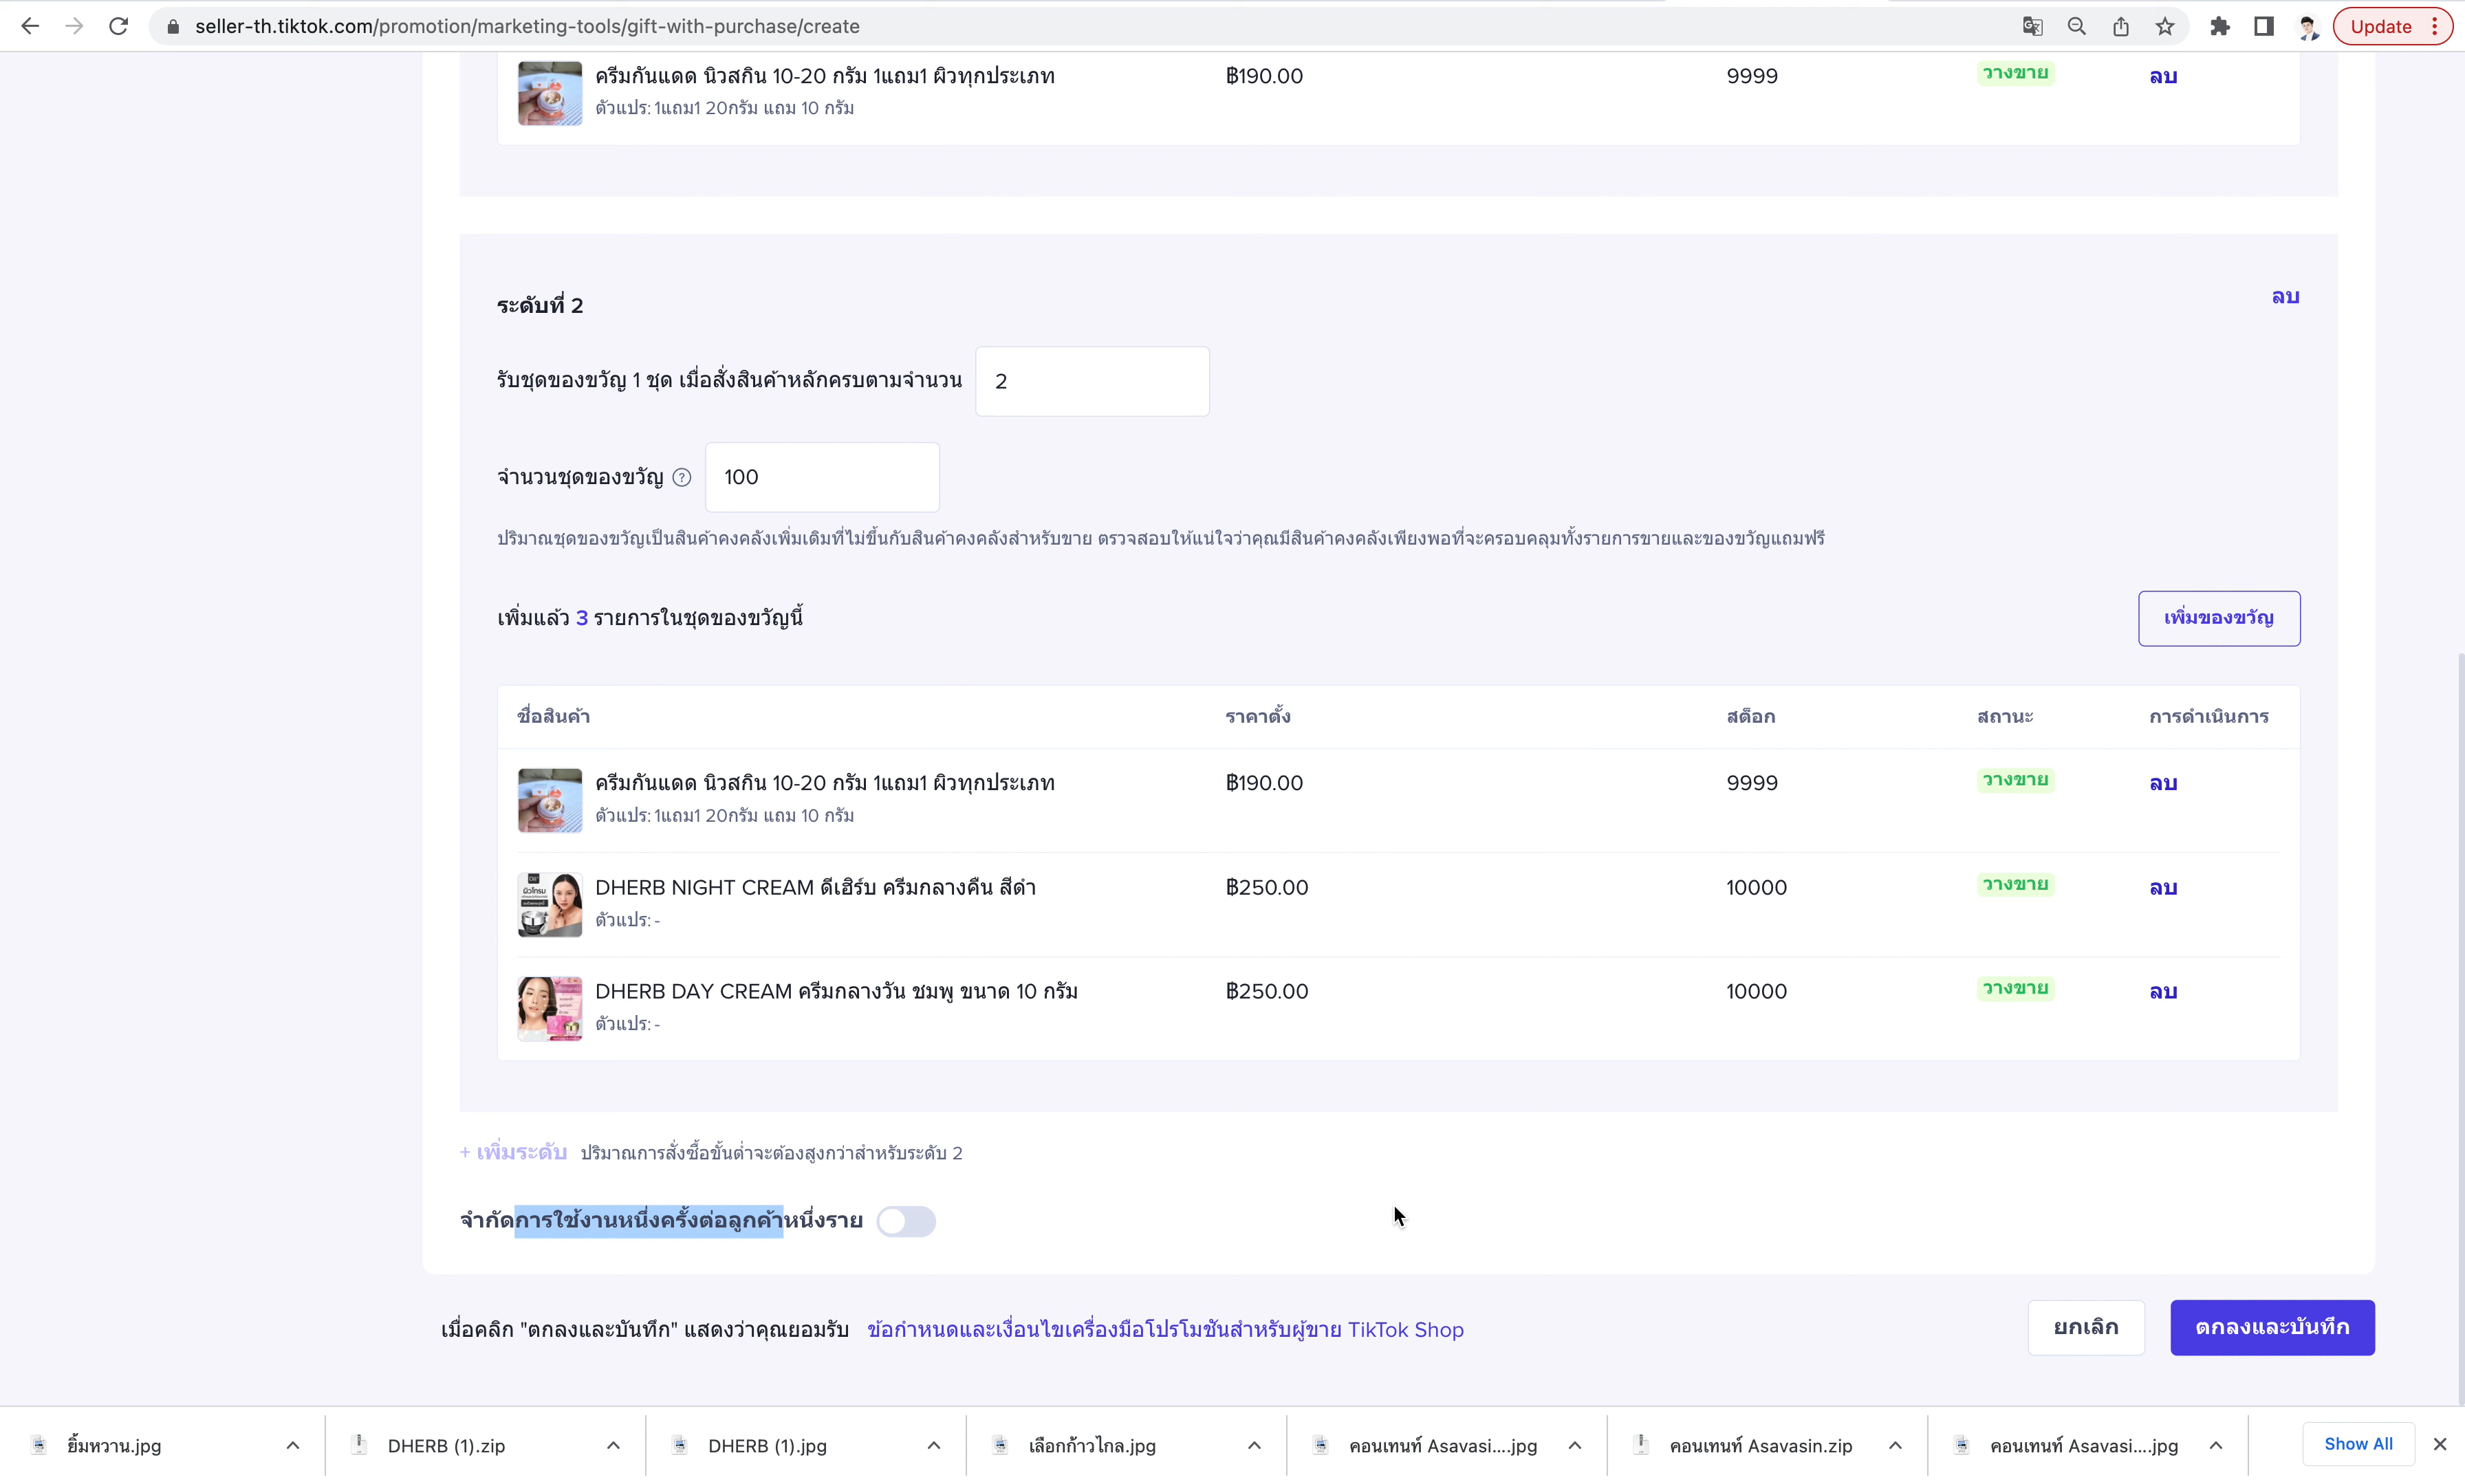 seller-th.tiktok.com/promotion/marketing-tools/gift-with-purchase/create
Update
ครีมกันแดด นิวสกิน 10-20 กรัม 1แถม1 ผิวทุกประเภท
ตัวแปร: 1แถม1 20กรัม แถม 10 กรัม
฿190.00
9999
วางขาย
ลบ
ระดับที่ 2
ลบ
รับชุดของขวัญ 1 ชุด เมื่อสั่งสินค้าหลักครบตามจำนวน
2
จำนวนชุดของขวัญ
100
ปริมาณชุดของขวัญเป็นสินค้าคงคลังเพิ่มเติมที่ไม่ขึ้นกับสินค้าคงคลังสำหรับขาย ตรวจสอบให้แน่ใจว่าคุณมีสินค้าคงคลังเพียงพอที่จะครอบคลุมทั้งรายการขายและของขวัญแถมฟรี
เพิ่มแล้ว 3 รายการในชุดของขวัญนี้
เพิ่มของขวัญ
ชื่อสินค้า ราคาตั้ง สต็อก สถานะ การดำเนินการ
ครีมกันแดด นิวสกิน 10-20 กรัม 1แถม1 ผิวทุกประเภท
ตัวแปร: 1แถม1 20กรัม แถม 10 กรัม
฿190.00
9999
วางขาย
ลบ
DHERB NIGHT CREAM ดีเฮิร์บ ครีมกลางคืน สีดำ
ตัวแปร: -
฿250.00
10000
วางขาย
ลบ
DHERB DAY CREAM ครีมกลางวัน ชมพู ขนาด 10 กรัม
ตัวแปร: -
฿250.00
10000
วางขาย
ลบ
+ เพิ่มระดับ ปริมาณการสั่งซื้อขั้นต่ำจะต้องสูงกว่าสำหรับระดับ 2
จำกัดการใช้งานหนึ่งครั้งต่อลูกค้าหนึ่งราย
เมื่อคลิก "ตกลงและบันทึก" แสดงว่าคุณยอมรับ ข้อกำหนดและเงื่อนไขเครื่องมือโปรโมชันสำหรับผู้ขาย TikTok Shop
ยกเลิก
ตกลงและบันทึก
ยิ้มหวาน.jpg
DHERB (1).zip
DHERB (1).jpg
เลือกก้าวไกล.jpg
คอนเทนท์ Asavasi....jpg
คอนเทนท์ Asavasin.zip
คอนเทนท์ Asavasi....jpg
Show All